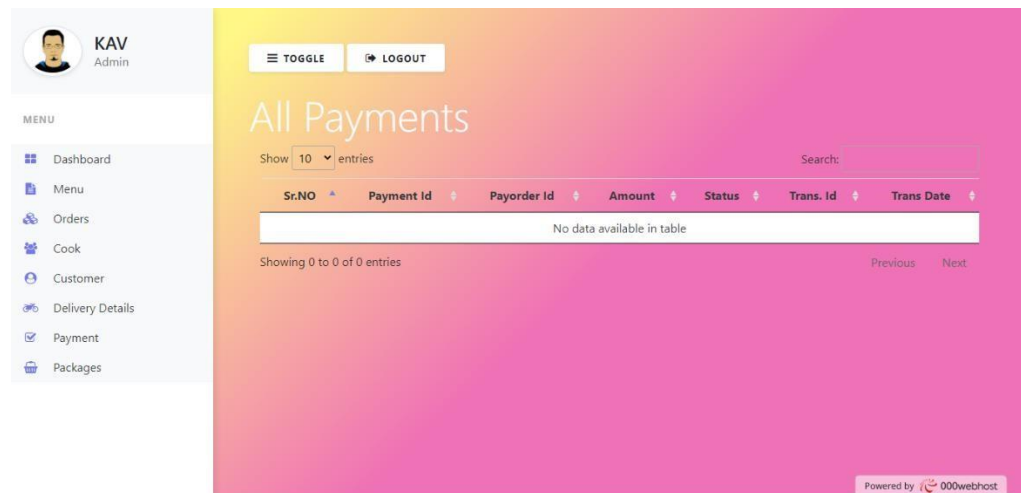 KAV
Admin
MENU
Dashboard
Menu
Orders
Cook
Customer
Delivery Details
Payment
Packages
TOGGLE LOGOUT
All Payments
Show 10 entries Search:
Sr.NO Payment Id Payorder Id Amount Status Trans. Id Trans Date
No data available in table
Showing 0 to 0 of 0 entries Previous Next
Powered by 000webhost